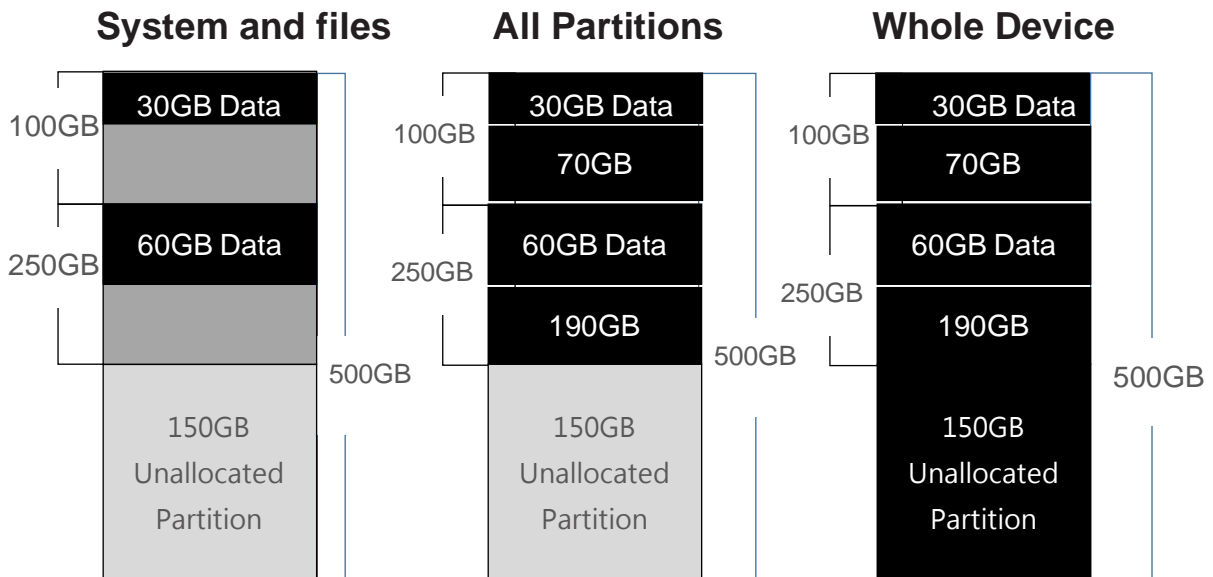 System and files
All Partitions
Whole Device
100GB
30GB Data
250GB
60GB Data
500GB
150GB
Unallocated
Partition
100GB
30GB Data
70GB
250GB
60GB Data
190GB
500GB
150GB
Unallocated
Partition
100GB
30GB Data
70GB
250GB
60GB Data
190GB
500GB
150GB
Unallocated
Partition